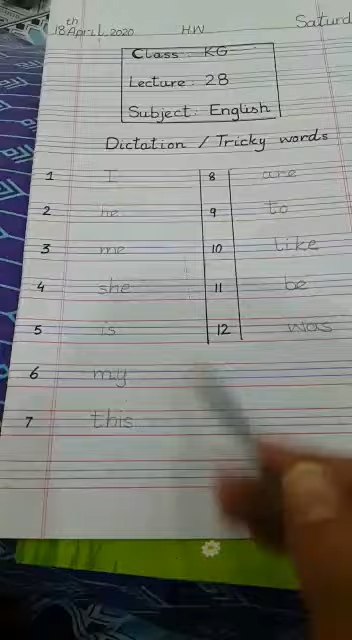 18th April, 2020 H.W Saturd
Class : KG
Lecture : 28
Subject : English
Dictation / Tricky words
1 I 8 are
2 he 9 to
3 me 10 like
4 she 11 be
5 is 12 was
6 my
7 this